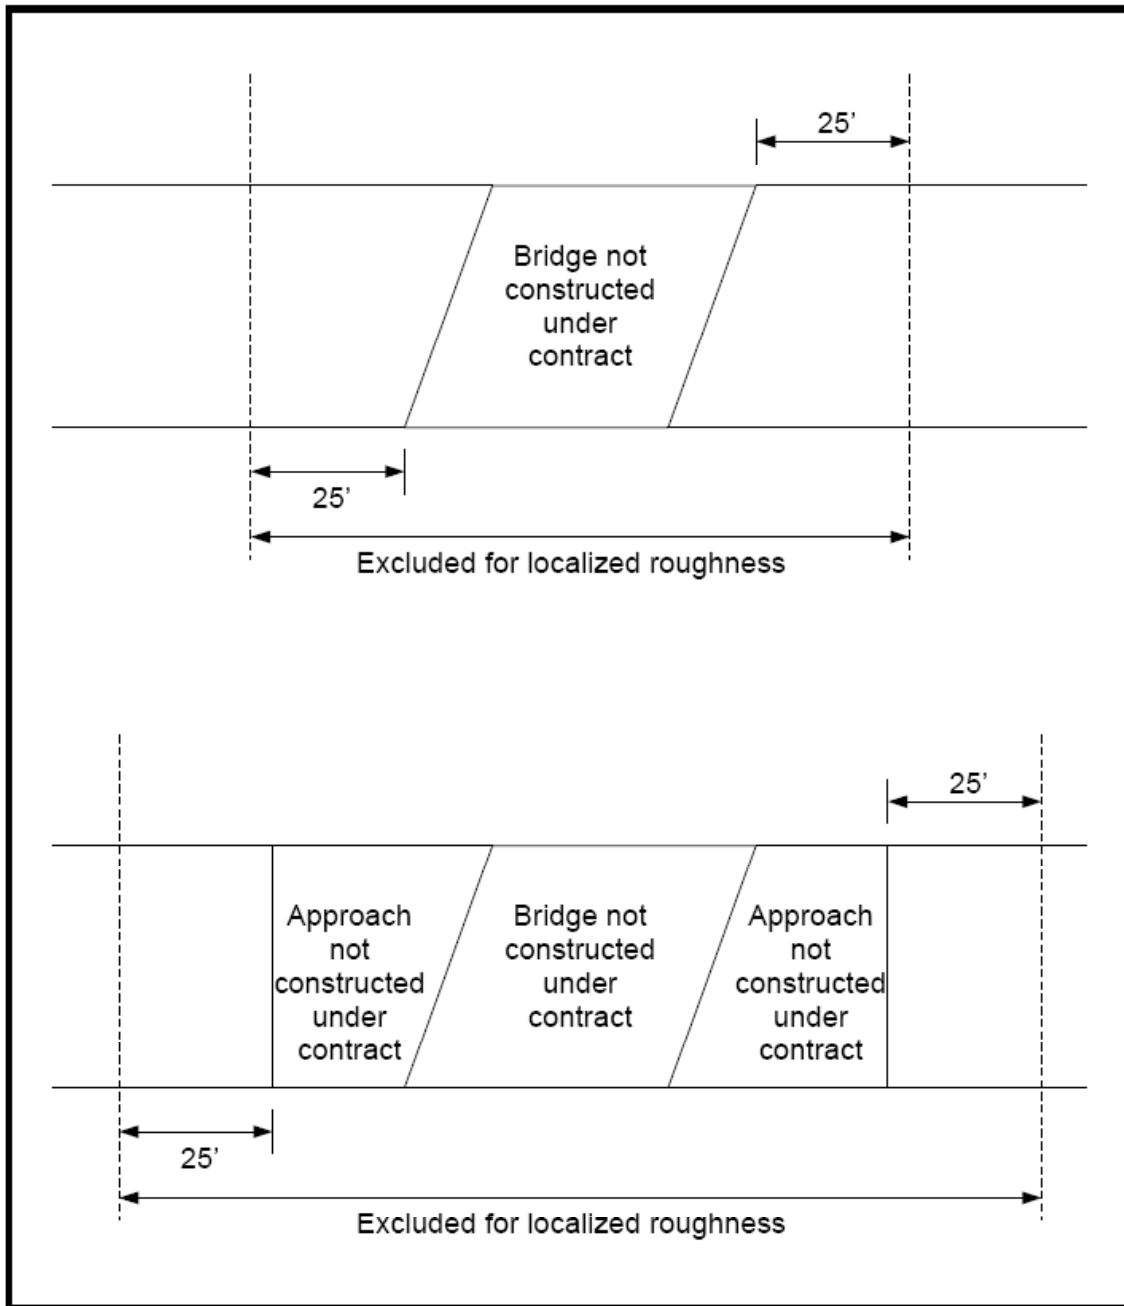 25’
Bridge not
constructed
under
contract
25’
Excluded for localized roughness
25’
Approach
not
constructed
under
contract
Bridge not
constructed
under
contract
Approach
not
constructed
under
contract
25’
Excluded for localized roughness